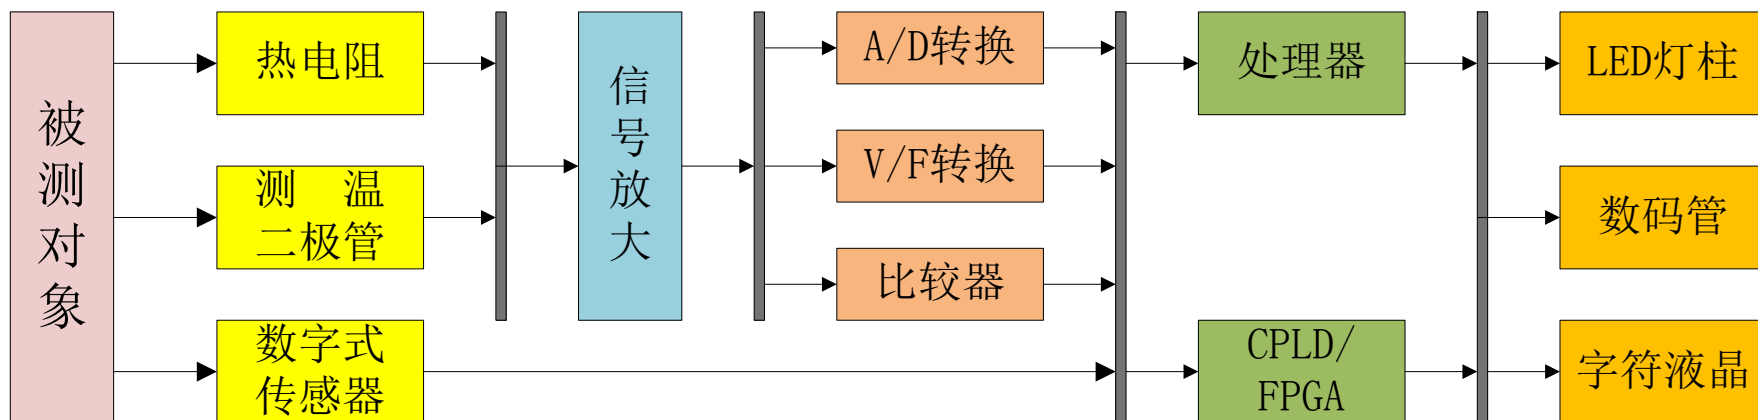 被测对象
热电阻
测 温
二极管
数字式
传感器
信号放大
A/D转换
V/F转换
比较器
处理器
CPLD/
FPGA
LED灯柱
数码管
字符液晶